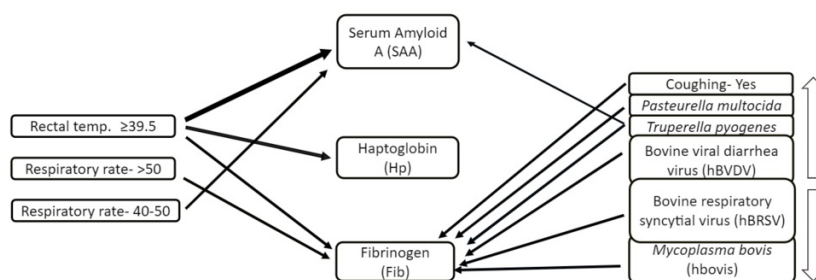 Serum Amyloid
A (SAA)
Rectal temp. ≥39.5
Respiratory rate- >50
Respiratory rate- 40-50
Haptoglobin
(Hp)
Fibrinogen
(Fib)
Coughing- Yes
Pasteurella multocida
Truperella pyogenes
Bovine viral diarrhea
virus (hBVDV)
Bovine respiratory
syncytial virus (hBRSV)
Mycoplasma bovis
(hbovis)